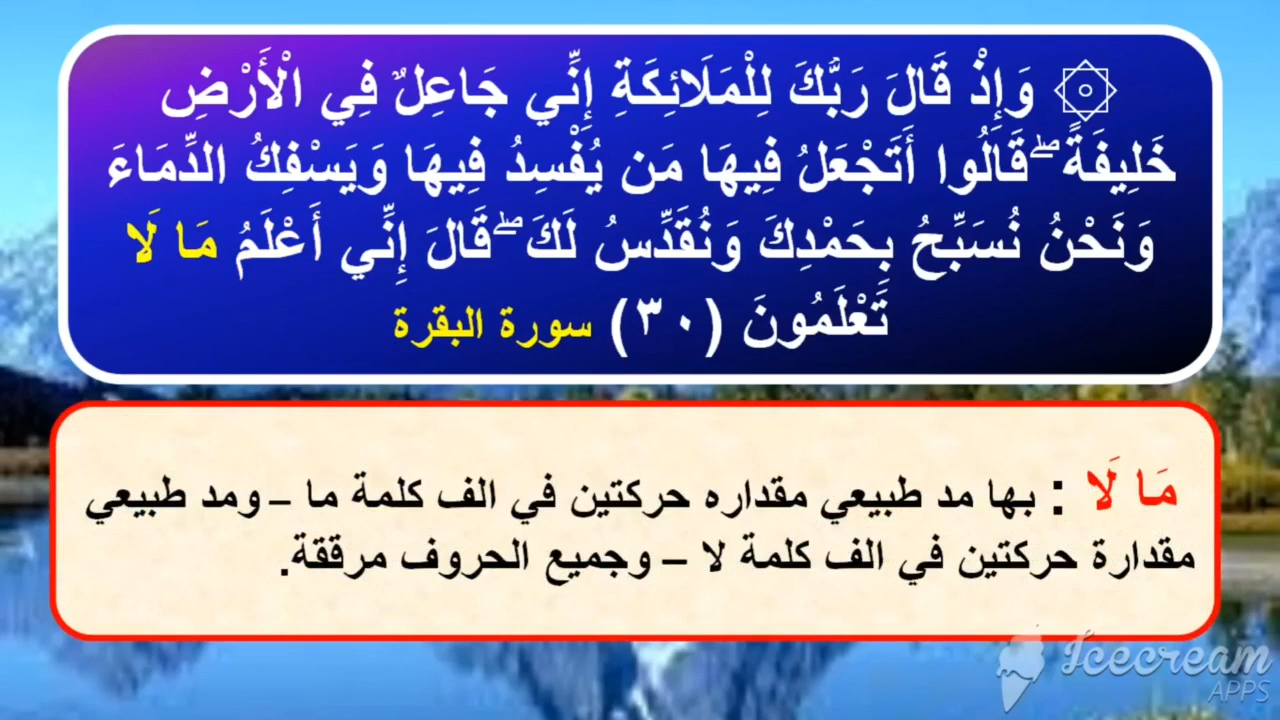 ۞ وَإِذْ قَالَ رَبُّكَ لِلْمَلَائِكَةِ إِنِّي جَاعِلٌ فِي الْأَرْضِ
خَلِيفَةً ۖ قَالُوا أَتَجْعَلُ فِيهَا مَن يُفْسِدُ فِيهَا وَيَسْفِكُ الدِّمَاءَ
وَنَحْنُ نُسَبِّحُ بِحَمْدِكَ وَنُقَدِّسُ لَكَ ۖ قَالَ إِنِّي أَعْلَمُ مَا لَا
تَعْلَمُونَ (٣٠) سورة البقرة
مَا لَا : بها مد طبيعي مقداره حركتين في الف كلمة ما – ومد طبيعي
مقدارة حركتين في الف كلمة لا – وجميع الحروف مرققة.
Icecream
APPS